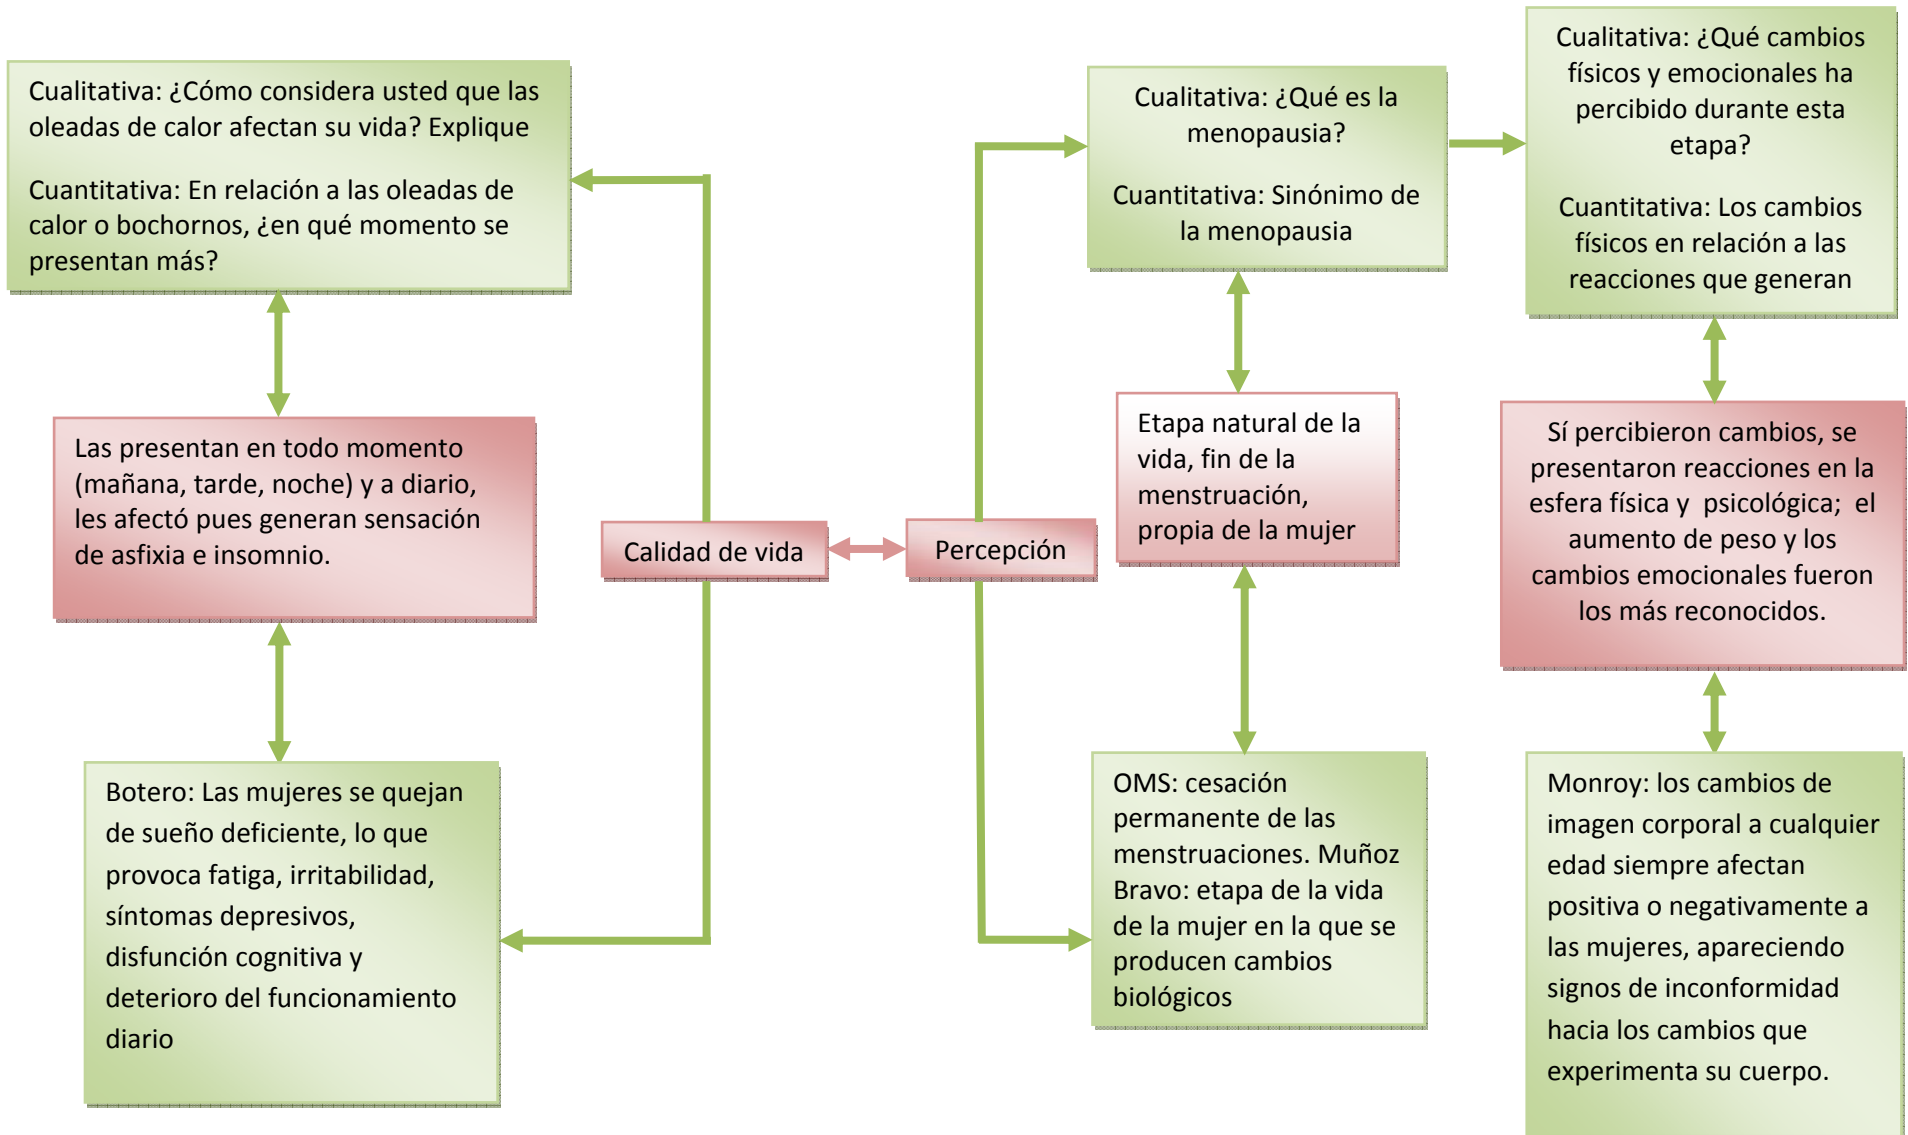 Cualitativa: ¿Cómo considera usted que las
oleadas de calor afectan su vida? Explique
Cuantitativa: En relación a las oleadas de
calor o bochornos, ¿en qué momento se
presentan más?
Las presentan en todo momento
(mañana, tarde, noche) y a diario,
les afectó pues generan sensación
de asfixia e insomnio.
Botero: Las mujeres se quejan
de sueño deficiente, lo que
provoca fatiga, irritabilidad,
síntomas depresivos,
disfunción cognitiva y
deterioro del funcionamiento
diario
Calidad de vida
Percepción
Cualitativa: ¿Qué es la
menopausia?
Cuantitativa: Sinónimo de
la menopausia
Etapa natural de la
vida, fin de la
menstruación,
propia de la mujer
OMS: cesación
permanente de las
menstruaciones. Muñoz
Bravo: etapa de la vida
de la mujer en la que se
producen cambios
biológicos
Cualitativa: ¿Qué cambios
físicos y emocionales ha
percibido durante esta
etapa?
Cuantitativa: Los cambios
físicos en relación a las
reacciones que generan
Sí percibieron cambios, se
presentaron reacciones en la
esfera física y psicológica; el
aumento de peso y los
cambios emocionales fueron
los más reconocidos.
Monroy: los cambios de
imagen corporal a cualquier
edad siempre afectan
positiva o negativamente a
las mujeres, apareciendo
signos de inconformidad
hacia los cambios que
experimenta su cuerpo.